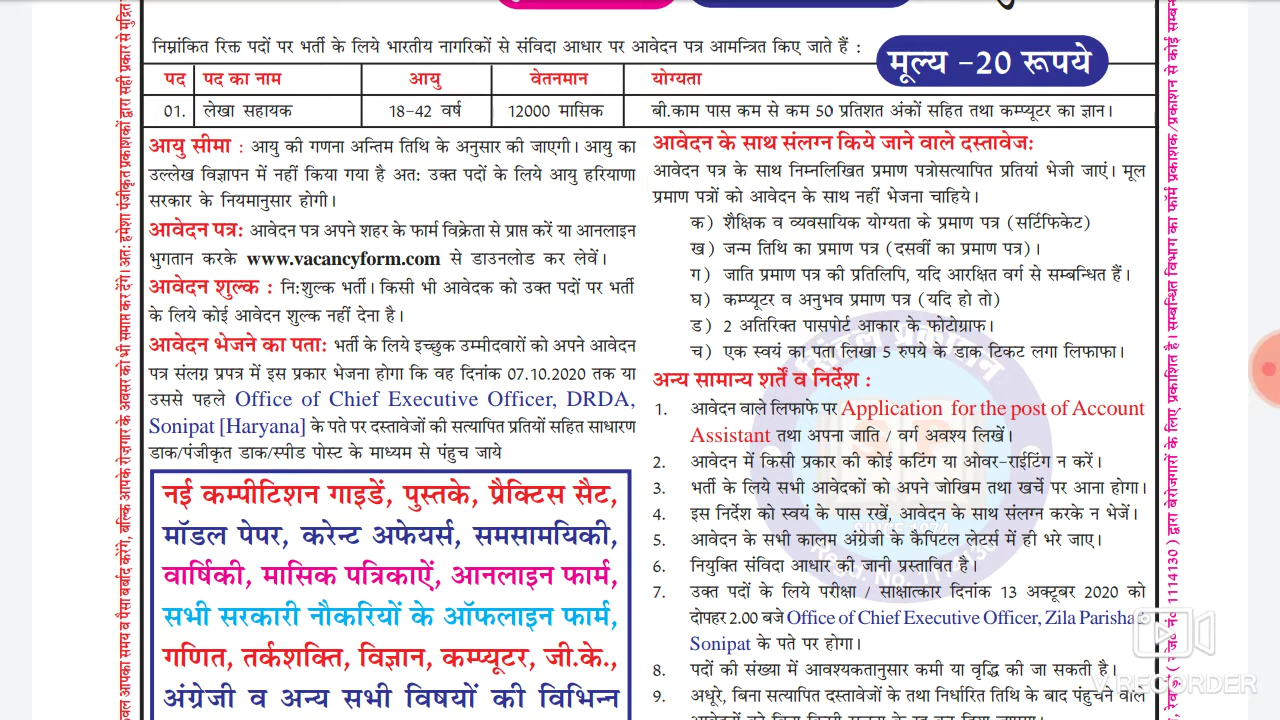 निम्नांकित रिक्त पदों पर भर्ती के लिये भारतीय नागरिकों से संविदा आधार पर आवेदन पत्र आमन्त्रित किए जाते हैं :
मूल्य -20 रूपये
पद पद का नाम आयु वेतनमान योग्यता
01. लेखा सहायक 18-42 वर्ष 12000 मासिक बी.काम पास कम से कम 50 प्रतिशत अंकों सहित तथा कम्प्यूटर का ज्ञान।
आयु सीमा : आयु की गणना अन्तिम तिथि के अनुसार की जाएगी। आयु का
उल्लेख विज्ञापन में नहीं किया गया है अत: उक्त पदों के लिये आयु हरियाणा
सरकार के नियमानुसार होगी।
आवेदन पत्र: आवेदन पत्र अपने शहर के फार्म विक्रेता से प्राप्त करें या आनलाइन
भुगतान करके www.vacancyform.com से डाउनलोड कर लेवें।
आवेदन शुल्क : नि:शुल्क भर्ती। किसी भी आवेदक को उक्त पदों पर भर्ती
के लिये कोई आवेदन शुल्क नहीं देना है।
आवेदन भेजने का पता: भर्ती के लिये इच्छुक उम्मीदवारों को अपने आवेदन
पत्र संलग्न प्रपत्र में इस प्रकार भेजना होगा कि वह दिनांक 07.10.2020 तक या
उससे पहले Office of Chief Executive Officer, DRDA,
Sonipat [Haryana] के पते पर दस्तावेजों की सत्यापित प्रतियों सहित साधारण
डाक/पंजीकृत डाक/स्पीड पोस्ट के माध्यम से पंहुच जाये
नई कम्पीटिशन गाइडें, पुस्तके, प्रैक्टिस सैट,
मॉडल पेपर, करेन्ट अफेयर्स, समसामयिकी,
वार्षिकी, मासिक पत्रिकाऐं, आनलाइन फार्म,
सभी सरकारी नौकरियों के ऑफलाइन फार्म,
गणित, तर्कशक्ति, विज्ञान, कम्प्यूटर, जी.के.,
अंग्रेजी व अन्य सभी विषयों की विभिन्न
आवेदन के साथ संलग्न किये जाने वाले दस्तावेज:
आवेदन पत्र के साथ निम्नलिखित प्रमाण पत्रोसत्यापित प्रतियां भेजी जाएं। मूल
प्रमाण पत्रों को आवेदन के साथ नहीं भेजना चाहिये।
क) शैक्षिक व व्यवसायिक योग्यता के प्रमाण पत्र (सर्टिफिकेट)
ख) जन्म तिथि का प्रमाण पत्र (दसवीं का प्रमाण पत्र)।
ग) जाति प्रमाण पत्र की प्रतिलिपि, यदि आरक्षित वर्ग से सम्बन्धित हैं।
घ) कम्प्यूटर व अनुभव प्रमाण पत्र (यदि हो तो)
ड) 2 अतिरिक्त पासपोर्ट आकार के फोटोग्राफ।
च) एक स्वयं का पता लिखा 5 रुपये के डाक टिकट लगा लिफाफा।
अन्य सामान्य शर्तें व निर्देश :
1. आवेदन वाले लिफाफे पर Application for the post of Account
Assistant तथा अपना जाति / वर्ग अवश्य लिखें।
2. आवेदन में किसी प्रकार को कोई कटिंग या ओवर-राईटिंग न करें।
3. भर्ती के लिये सभी आवेदकों को अपने जोखिम तथा खर्चे पर आना होगा।
4. इस निर्देश को स्वयं के पास रखें, आवेदन के साथ संलग्न करके न भेजें।
5. आवेदन के सभी कालम अंग्रेजी के कैपिटल लेटर्स में ही भरे जाए।
6. नियुक्ति संविदा आधार की जानी प्रस्तावित है।
7. उक्त पदों के लिये परीक्षा / साक्षात्कार दिनांक 13 अक्टूबर 2020 को
दोपहर 2.00 बजे Office of Chief Executive Officer, Zila Parishad
Sonipat के पते पर होगा।
8. पदों की संख्या में आवश्यकतानुसार कमी या वृद्धि की जा सकती है।
9. अधूरे, बिना सत्यापित दस्तावेजों के तथा निर्धारित तिथि के बाद पंहुचने वाले
SINCE 1974
V RECORDER